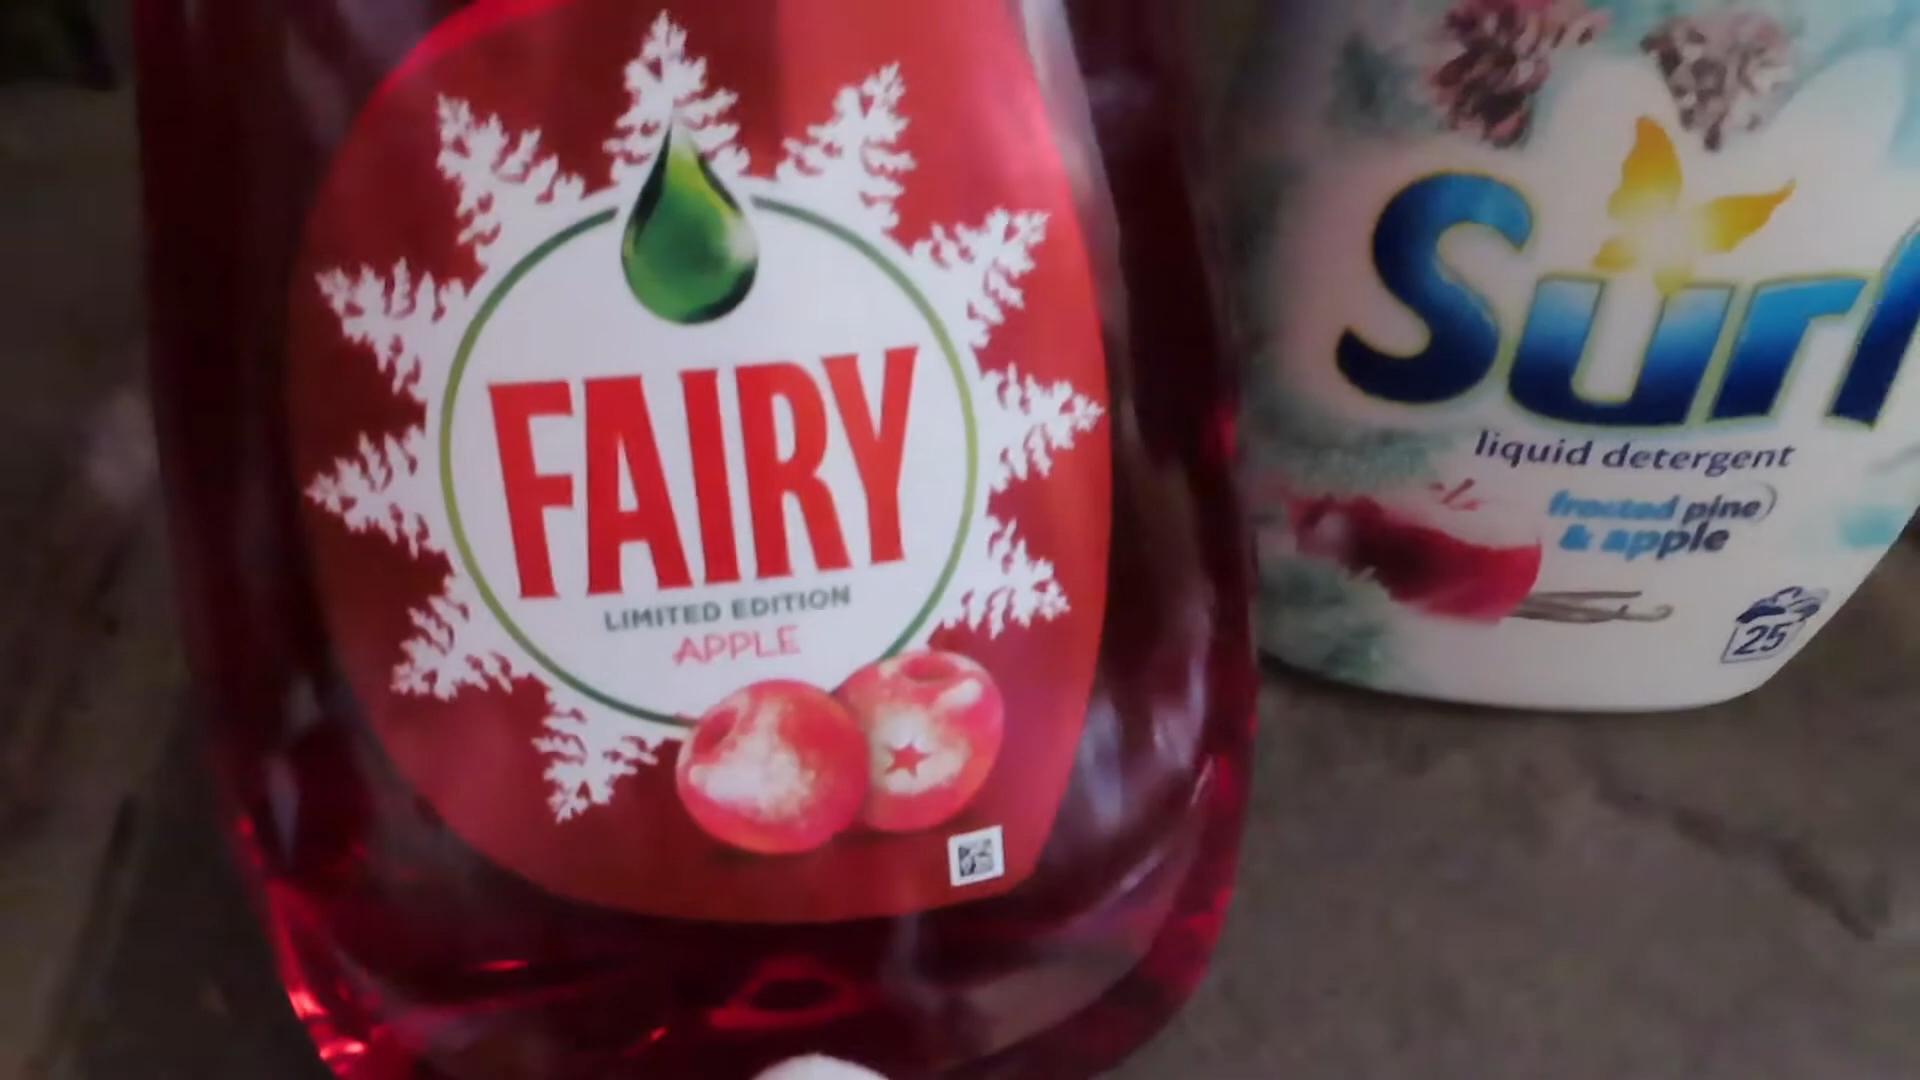 FAIRY
LIMITED EDITION
APPLE
Surf
liquid detergent
frosted pine
& apple
25